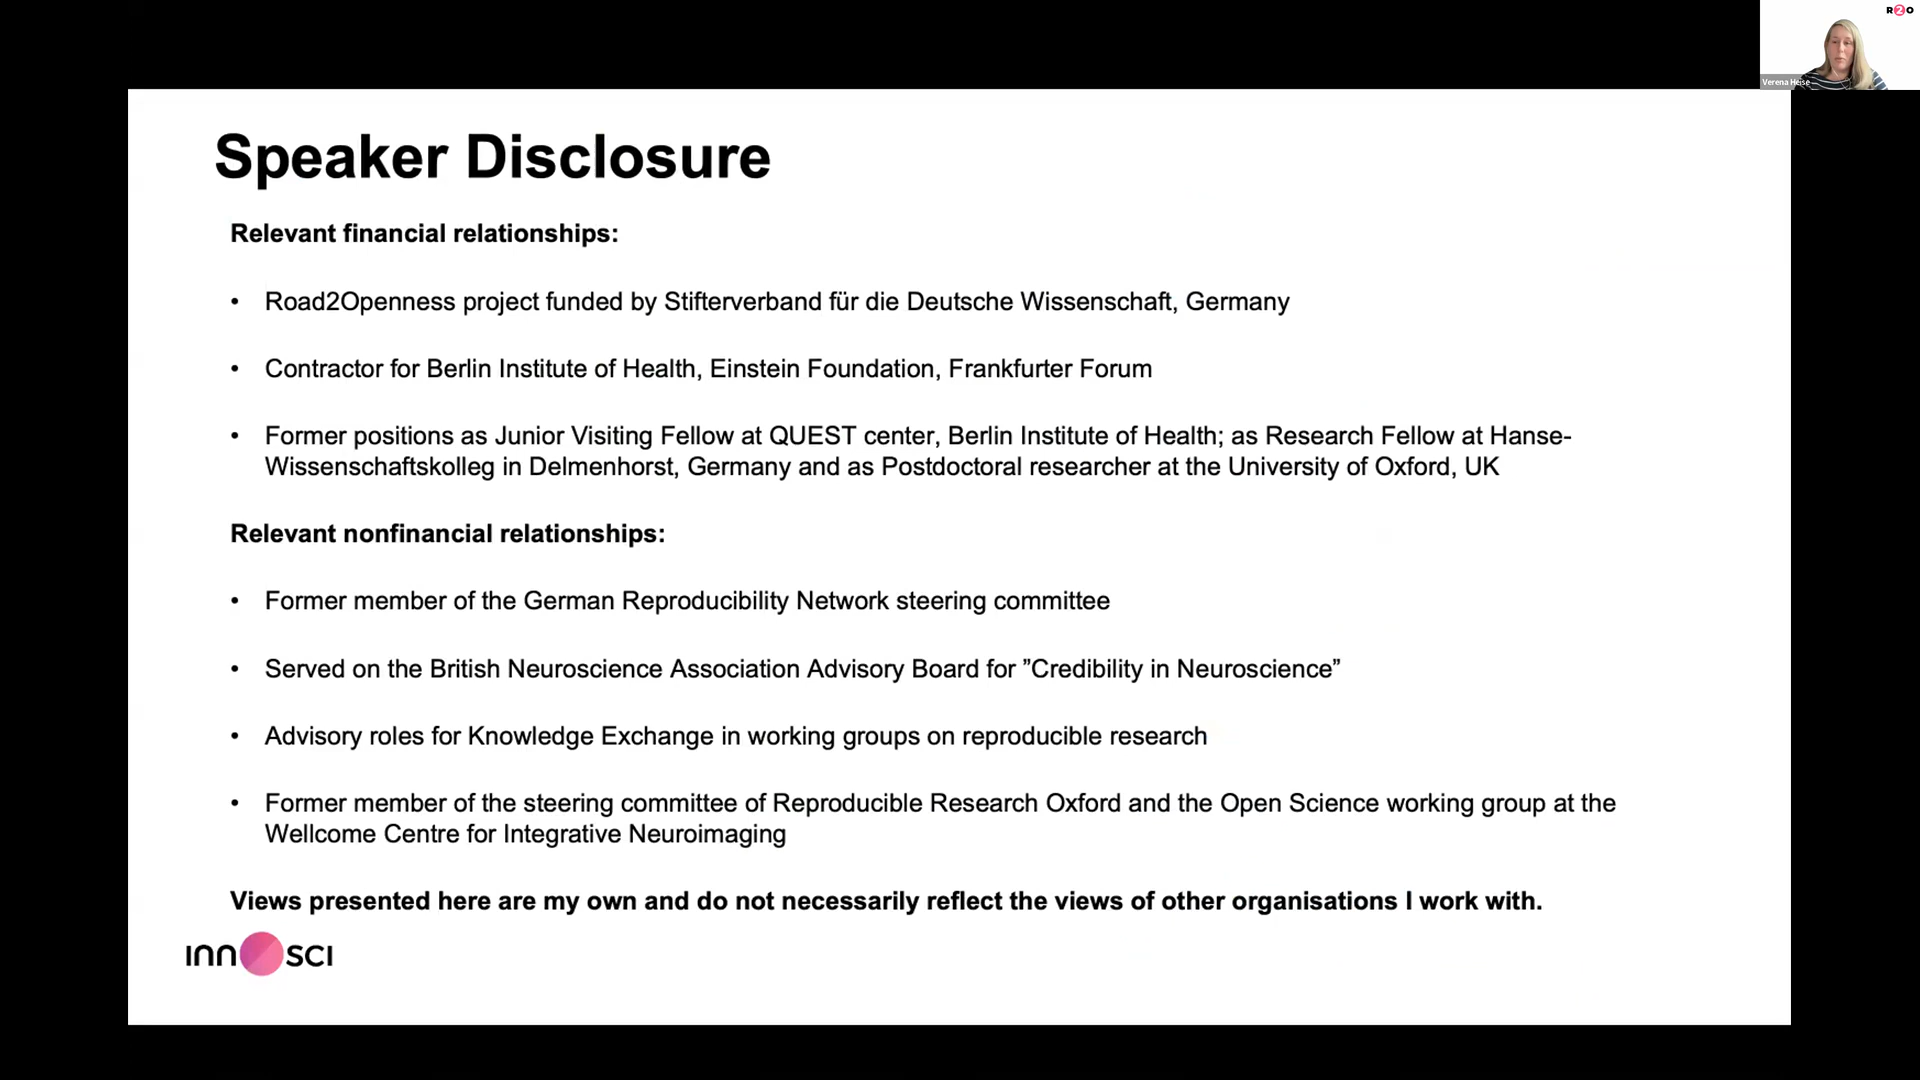 R2O
Verena Heise
Speaker Disclosure
Relevant financial relationships:
• Road2Openness project funded by Stifterverband für die Deutsche Wissenschaft, Germany
• Contractor for Berlin Institute of Health, Einstein Foundation, Frankfurter Forum
• Former positions as Junior Visiting Fellow at QUEST center, Berlin Institute of Health; as Research Fellow at Hanse-
Wissenschaftskolleg in Delmenhorst, Germany and as Postdoctoral researcher at the University of Oxford, UK
Relevant nonfinancial relationships:
• Former member of the German Reproducibility Network steering committee
• Served on the British Neuroscience Association Advisory Board for ”Credibility in Neuroscience”
• Advisory roles for Knowledge Exchange in working groups on reproducible research
• Former member of the steering committee of Reproducible Research Oxford and the Open Science working group at the
Wellcome Centre for Integrative Neuroimaging
Views presented here are my own and do not necessarily reflect the views of other organisations I work with.
INNOSCI